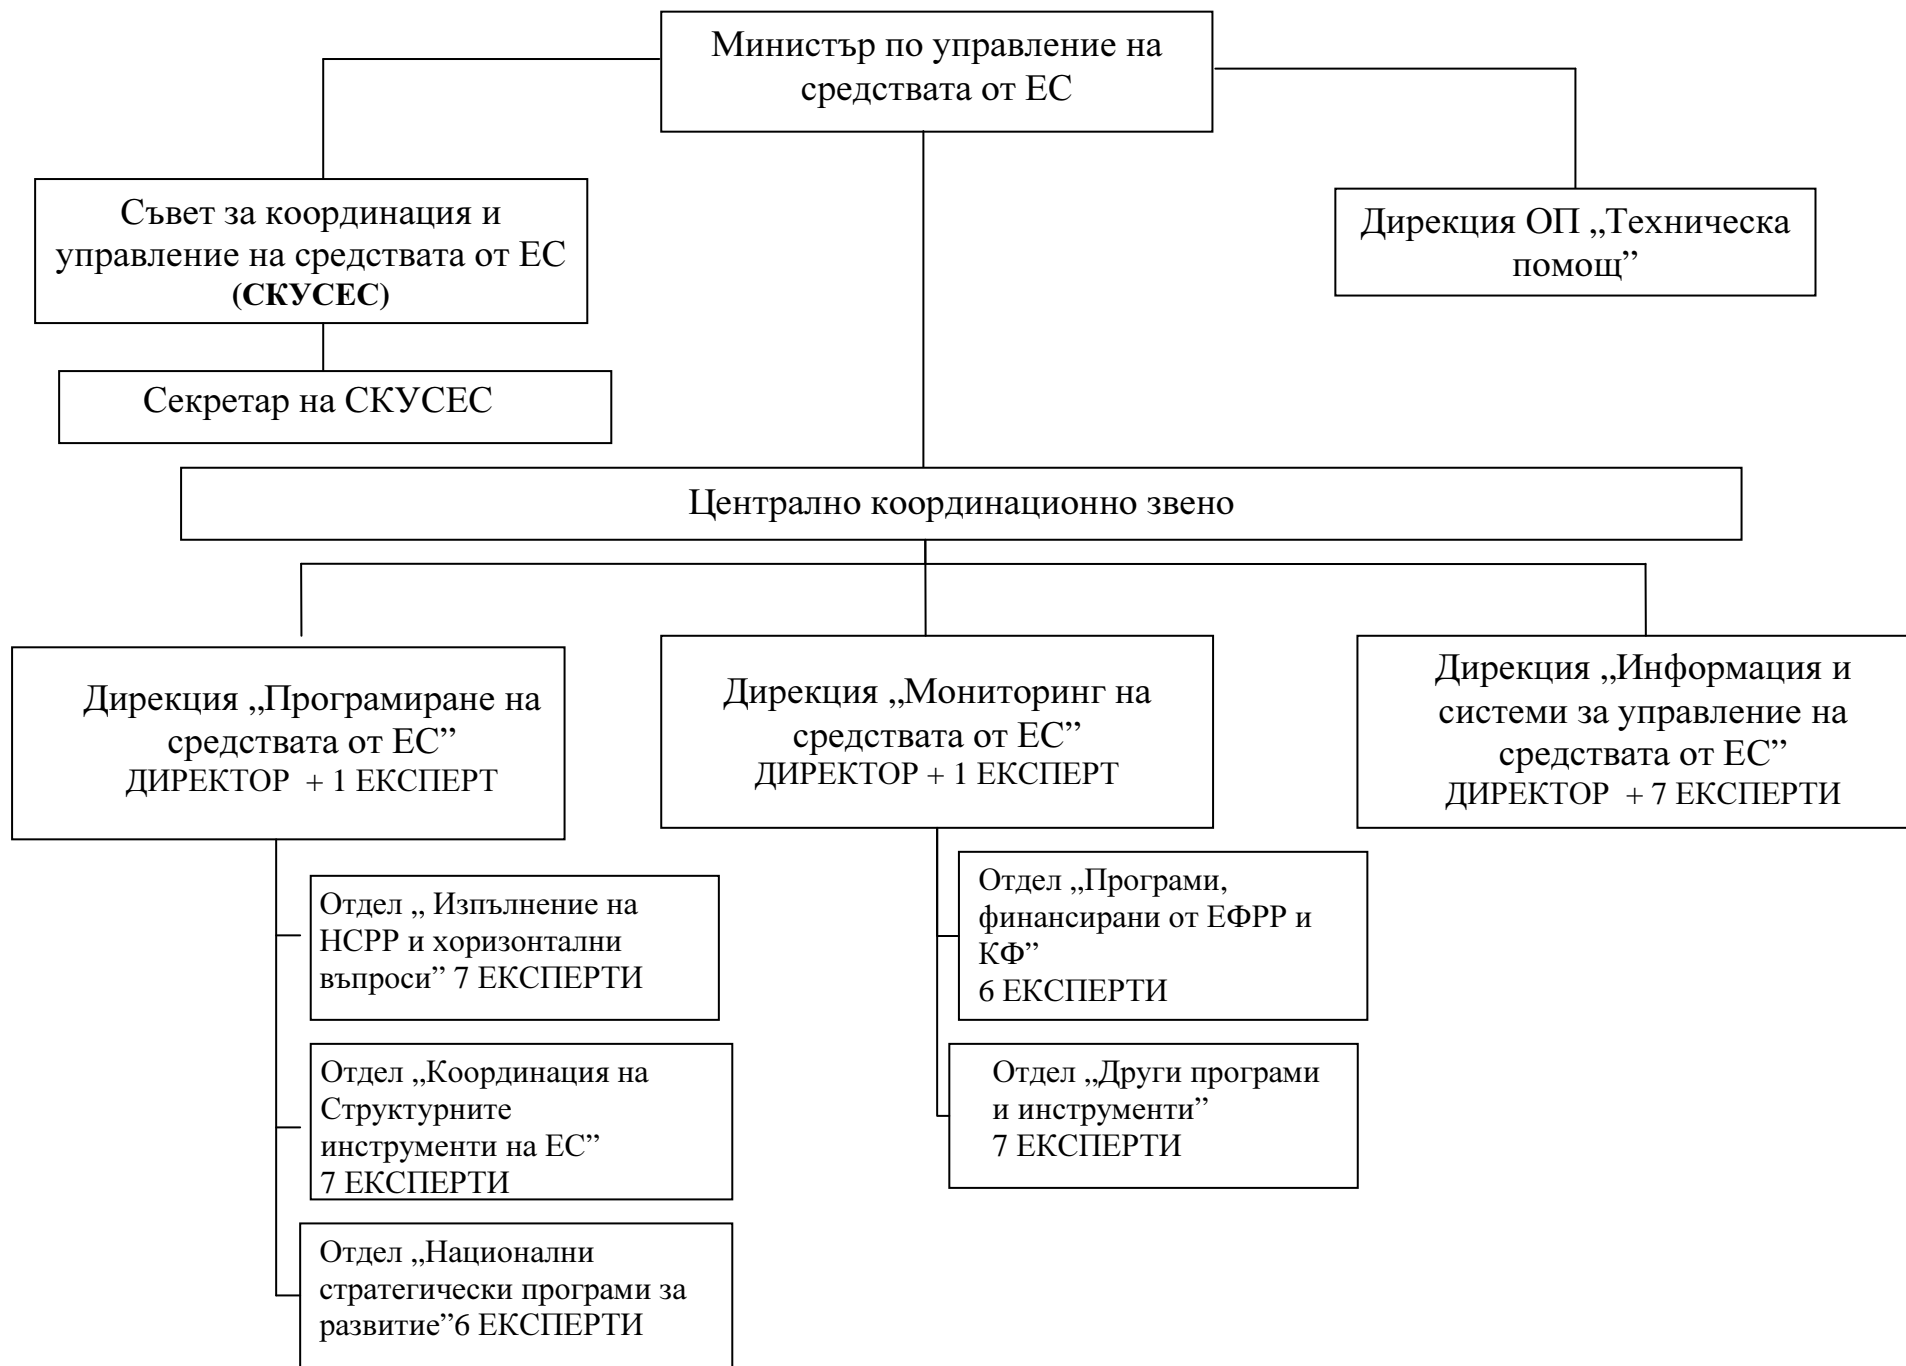 Министър по управление на
средствата от ЕС
Съвет за координация и
управление на средствата от ЕС
(СКУСЕС)
Дирекция ОП „Техническа
помощ”
Секретар на СКУСЕС
Централно координационно звено
Дирекция „Програмиране на
средствата от ЕС”
ДИРЕКТОР + 1 ЕКСПЕРТ
Дирекция „Мониторинг на
средствата от ЕС”
ДИРЕКТОР + 1 ЕКСПЕРТ
Дирекция „Информация и
системи за управление на
средствата от ЕС”
ДИРЕКТОР + 7 ЕКСПЕРТИ
Отдел „ Изпълнение на
НСРР и хоризонтални
въпроси” 7 ЕКСПЕРТИ
Отдел „Координация на
Структурните
инструменти на ЕС”
7 ЕКСПЕРТИ
Отдел „Национални
стратегически програми за
развитие”6 ЕКСПЕРТИ
Отдел „Програми,
финансирани от ЕФРР и
КФ”
6 ЕКСПЕРТИ
Отдел „Други програми
и инструменти”
7 ЕКСПЕРТИ